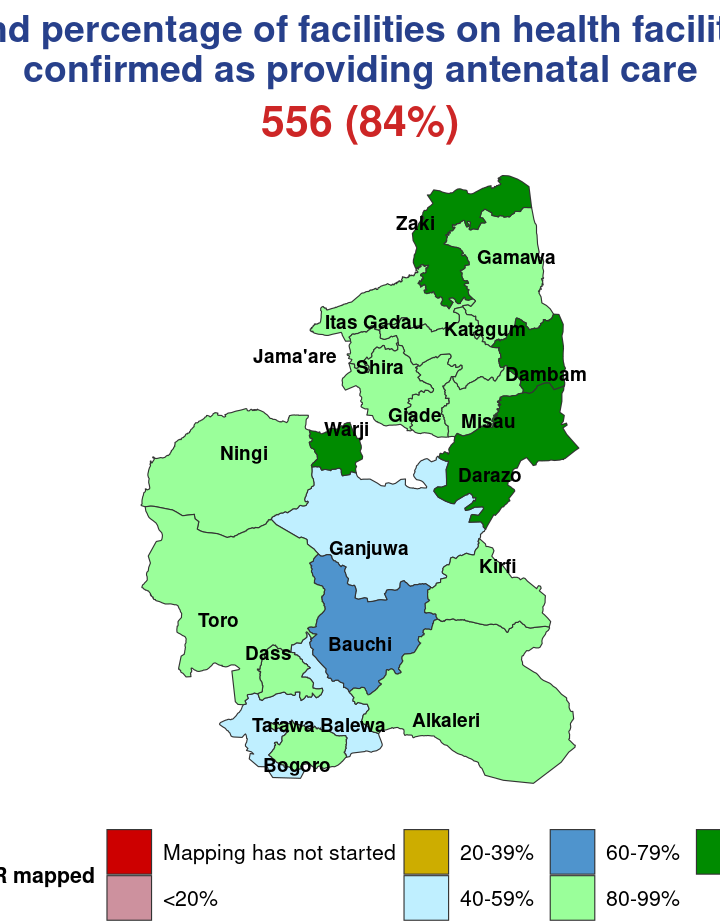 percentage of facilities on health
confirmed as providing antenatal care
556 (84%)
Zaki
Gamawa
Itas Gadau
Katagum
Jama'are
Shira
Dambam
Giade
Misau
Warji
Ningi
Darazo
Ganjuwa
Kirfi
Toro
Bauchi
Dass
Tafawa Balewa
Alkaleri
Bogoro
mapped
Mapping has not started
20-39%
60-79%
<20%
40-59%
80-99%